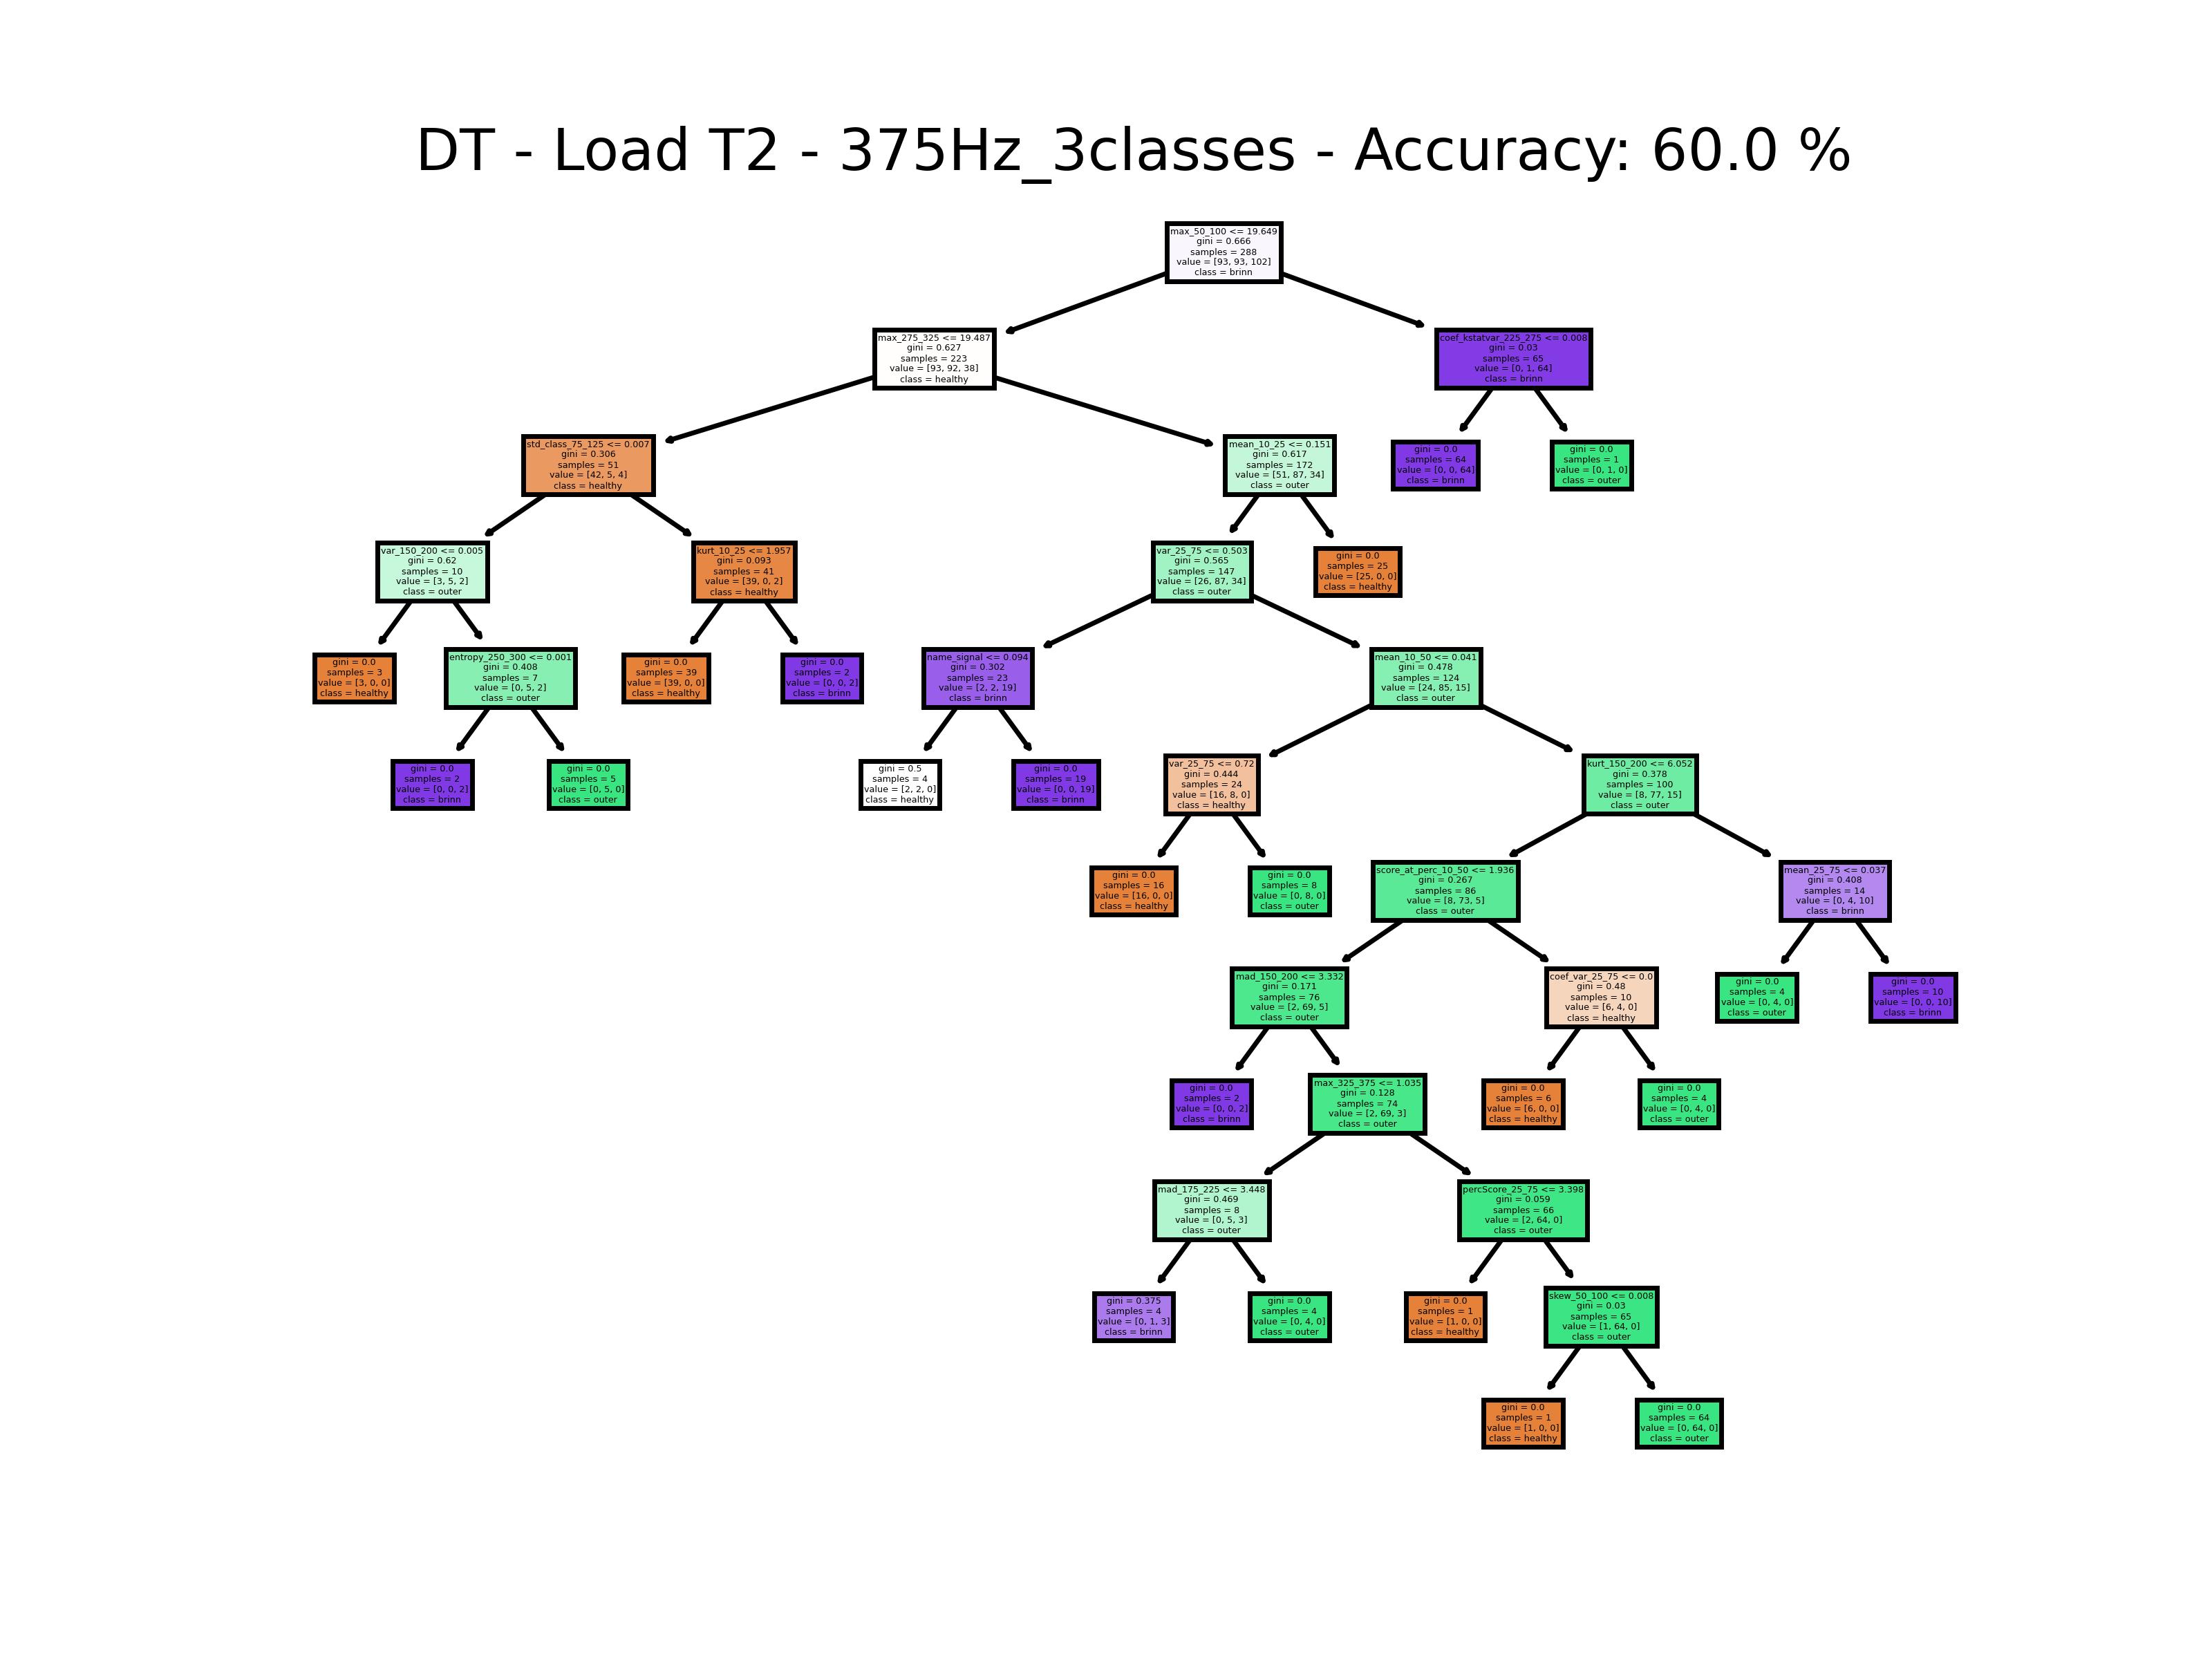 DT - Load T2 - 375Hz_3classes - Accuracy: 60.0 %
max_50_100 <= 19.649
gini = 0.666
samples = 288
value = [93, 93, 102]
class = brinn
max_275_325 <= 19.487
gini = 0.627
samples = 223
value = [93, 92, 38]
class = healthy
coef_kstatvar_225_275 <= 0.008
gini = 0.03
samples = 65
value = [0, 1, 64]
class = brinn
std_class_75_125 <= 0.007
gini = 0.306
samples = 51
value = [42, 5, 4]
class = healthy
mean_10_25 <= 0.151
gini = 0.617
samples = 172
value = [51, 87, 34]
class = outer
gini = 0.0
samples = 64
value = [0, 0, 64]
class = brinn
gini = 0.0
samples = 1
value = [0, 1, 0]
class = outer
var_150_200 <= 0.005
gini = 0.62
samples = 10
value = [3, 5, 2]
class = outer
kurt_10_25 <= 1.957
gini = 0.093
samples = 41
value = [39, 0, 2]
class = healthy
var_25_75 <= 0.503
gini = 0.565
samples = 147
value = [26, 87, 34]
class = outer
gini = 0.0
samples = 25
value = [25, 0, 0]
class = healthy
gini = 0.0
samples = 3
value = [3, 0, 0]
class = healthy
entropy_250_300 <= 0.001
gini = 0.408
samples = 7
value = [0, 5, 2]
class = outer
gini = 0.0
samples = 39
value = [39, 0, 0]
class = healthy
gini = 0.0
samples = 2
value = [0, 0, 2]
class = brinn
name_signal <= 0.094
gini = 0.302
samples = 23
value = [2, 2, 19]
class = brinn
mean_10_50 <= 0.041
gini = 0.478
samples = 124
value = [24, 85, 15]
class = outer
gini = 0.0
samples = 2
value = [0, 0, 2]
class = brinn
gini = 0.0
samples = 5
value = [0, 5, 0]
class = outer
gini = 0.5
samples = 4
value = [2, 2, 0]
class = healthy
gini = 0.0
samples = 19
value = [0, 0, 19]
class = brinn
var_25_75 <= 0.72
gini = 0.444
samples = 24
value = [16, 8, 0]
class = healthy
kurt_150_200 <= 6.052
gini = 0.378
samples = 100
value = [8, 77, 15]
class = outer
gini = 0.0
samples = 16
value = [16, 0, 0]
class = healthy
gini = 0.0
samples = 8
value = [0, 8, 0]
class = outer
score_at_perc_10_50 <= 1.936
gini = 0.267
samples = 86
value = [8, 73, 5]
class = outer
mean_25_75 <= 0.037
gini = 0.408
samples = 14
value = [0, 4, 10]
class = brinn
mad_150_200 <= 3.332
gini = 0.171
samples = 76
value = [2, 69, 5]
class = outer
coef_var_25_75 <= 0.0
gini = 0.48
samples = 10
value = [6, 4, 0]
class = healthy
gini = 0.0
samples = 4
value = [0, 4, 0]
class = outer
gini = 0.0
samples = 10
value = [0, 0, 10]
class = brinn
gini = 0.0
samples = 2
value = [0, 0, 2]
class = brinn
max_325_375 <= 1.035
gini = 0.128
samples = 74
value = [2, 69, 3]
class = outer
gini = 0.0
samples = 6
value = [6, 0, 0]
class = healthy
gini = 0.0
samples = 4
value = [0, 4, 0]
class = outer
mad_175_225 <= 3.448
gini = 0.469
samples = 8
value = [0, 5, 3]
class = outer
percScore_25_75 <= 3.398
gini = 0.059
samples = 66
value = [2, 64, 0]
class = outer
gini = 0.375
samples = 4
value = [0, 1, 3]
class = brinn
gini = 0.0
samples = 4
value = [0, 4, 0]
class = outer
gini = 0.0
samples = 1
value = [1, 0, 0]
class = healthy
skew_50_100 <= 0.008
gini = 0.03
samples = 65
value = [1, 64, 0]
class = outer
gini = 0.0
samples = 1
value = [1, 0, 0]
class = healthy
gini = 0.0
samples = 64
value = [0, 64, 0]
class = outer